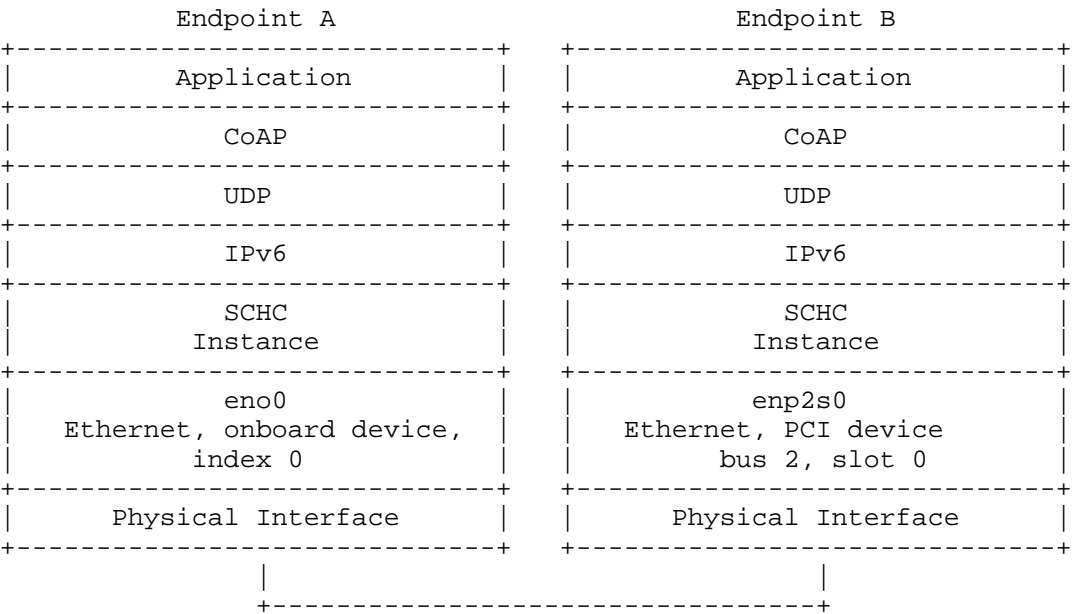 Endpoint A Endpoint B
Application Application
CoAP CoAP
UDP UDP
IPv6 IPv6
SCHC SCHC
Instance Instance
eno0 enp2s0
Ethernet, onboard device, Ethernet, PCI device
index 0 bus 2, slot 0
Physical Interface Physical Interface